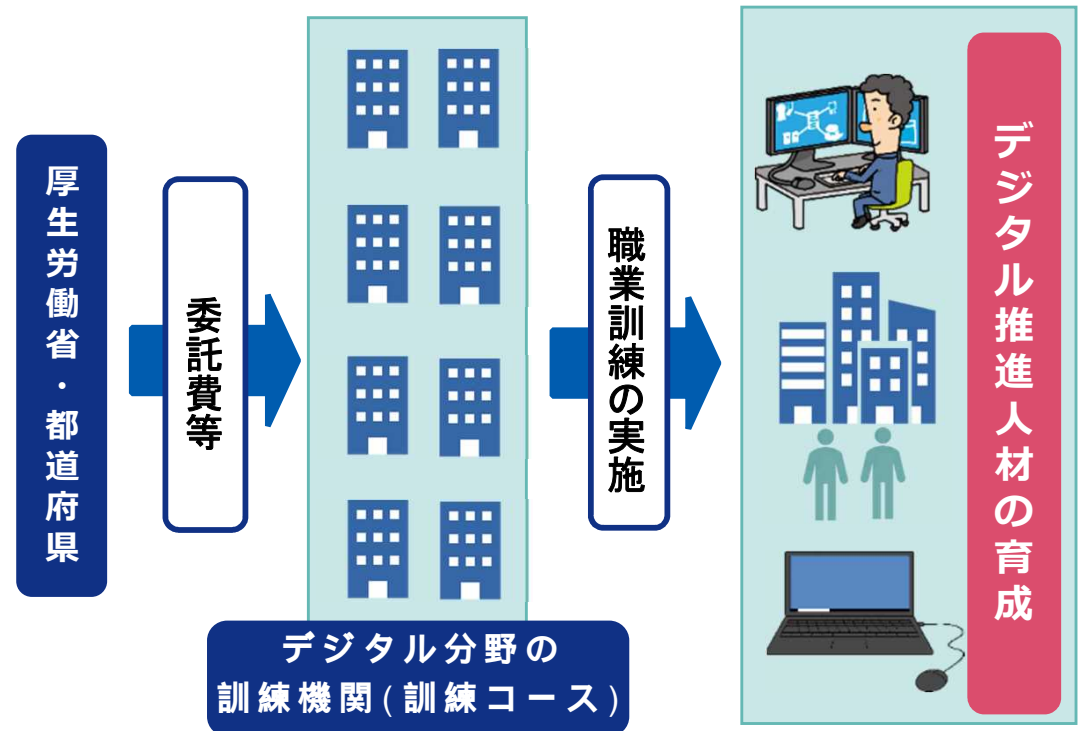 厚生労働省・都道府県
委託費等
デジタル分野の
訓練機関(訓練コース)
職業訓練の実施
デジタル推進人材の育成